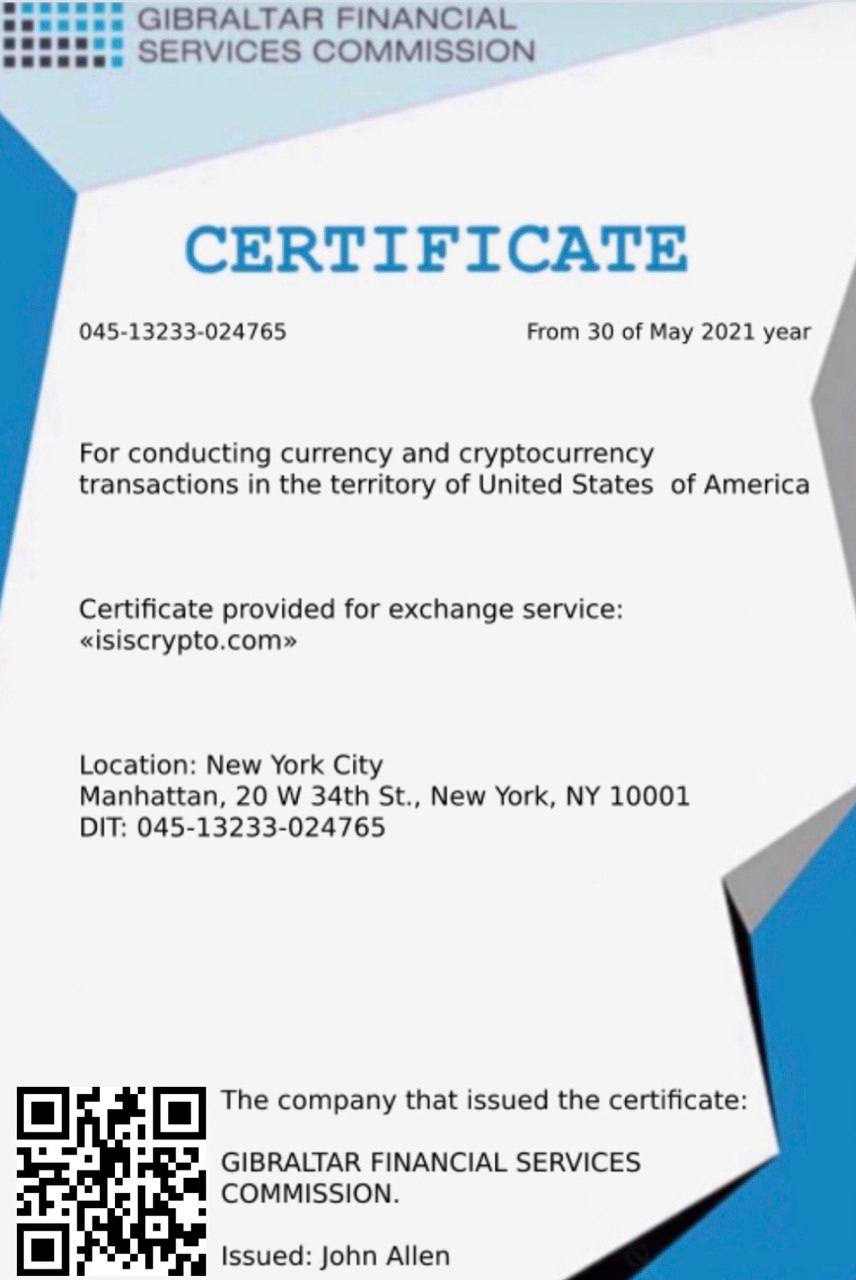 GIBRALTAR FINANCIAL
SERVICES COMMISSION
CERTIFICATE
045-13233-024765 From 30 of May 2021 year
For conducting currency and cryptocurrency
transactions in the territory of United States  of America
Certificate provided for exchange service:
«isiscrypto.com»
Location: New York City
Manhattan, 20 W 34th St., New York, NY 10001
DIT: 045-13233-024765
The company that issued the certificate:
GIBRALTAR FINANCIAL SERVICES
COMMISSION.
Issued: John Allen